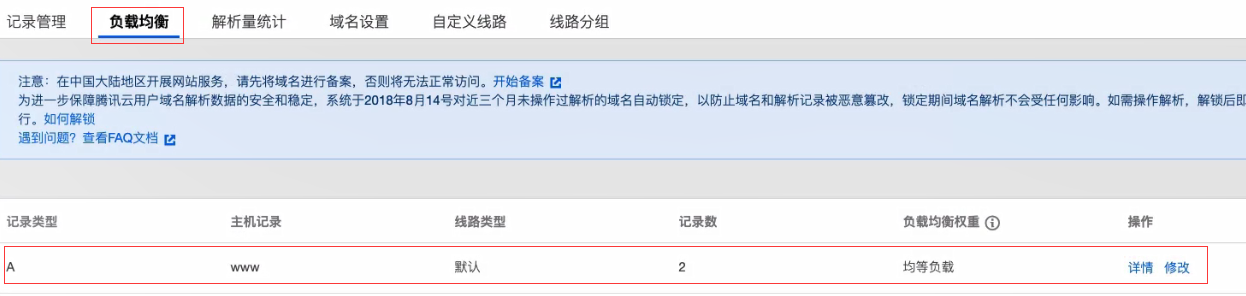 记录管理 负载均衡 解析量统计 域名设置 自定义线路 线路分组
注意：在中国大陆地区开展网站服务，请先将域名进行备案，否则将无法正常访问。开始备案
为进一步保障腾讯云用户域名解析数据的安全和稳定，系统于2018年8月14号对近三个月未操作过解析的域名自动锁定，以防止域名和解析记录被恶意篡改，锁定期间域名解析不会受任何影响。如需操作解析，解锁后即
行。如何解锁
遇到问题？查看FAQ文档
记录类型 主机记录 线路类型 记录数 负载均衡权重 操作
A www 默认 2 均等负载 详情 修改